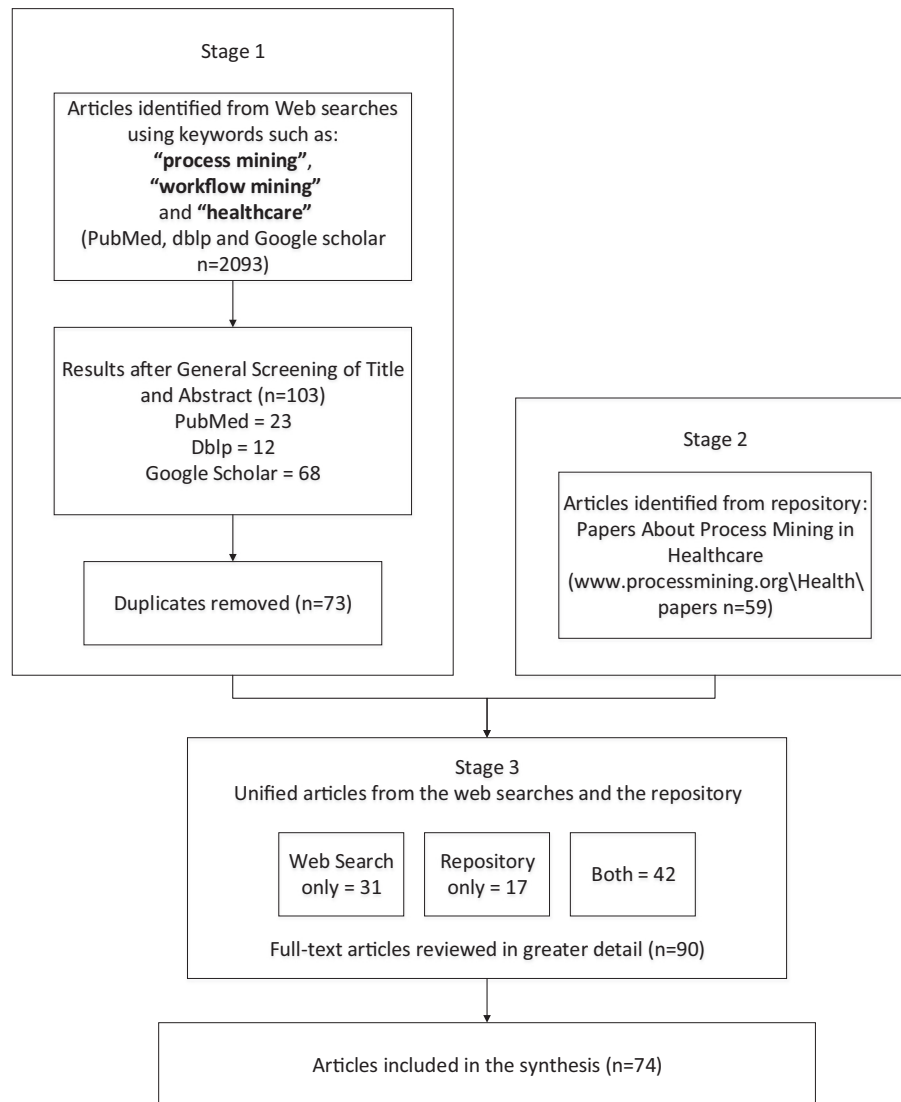 Stage 1
Articles identified from Web searches
using keywords such as:
“process mining”,
“workflow mining”
and “healthcare”
(PubMed, dblp and Google scholar
n=2093)
Results after General Screening of Title
and Abstract (n=103)
PubMed = 23
Dblp = 12
Google Scholar = 68
Duplicates removed (n=73)
Stage 2
Articles identified from repository:
Papers About Process Mining in
Healthcare
(www.processmining.org\Health\
papers n=59)
Stage 3
Unified articles from the web searches and the repository
Web Search
only = 31
Repository
only = 17
Both = 42
Full-text articles reviewed in greater detail (n=90)
Articles included in the synthesis (n=74)